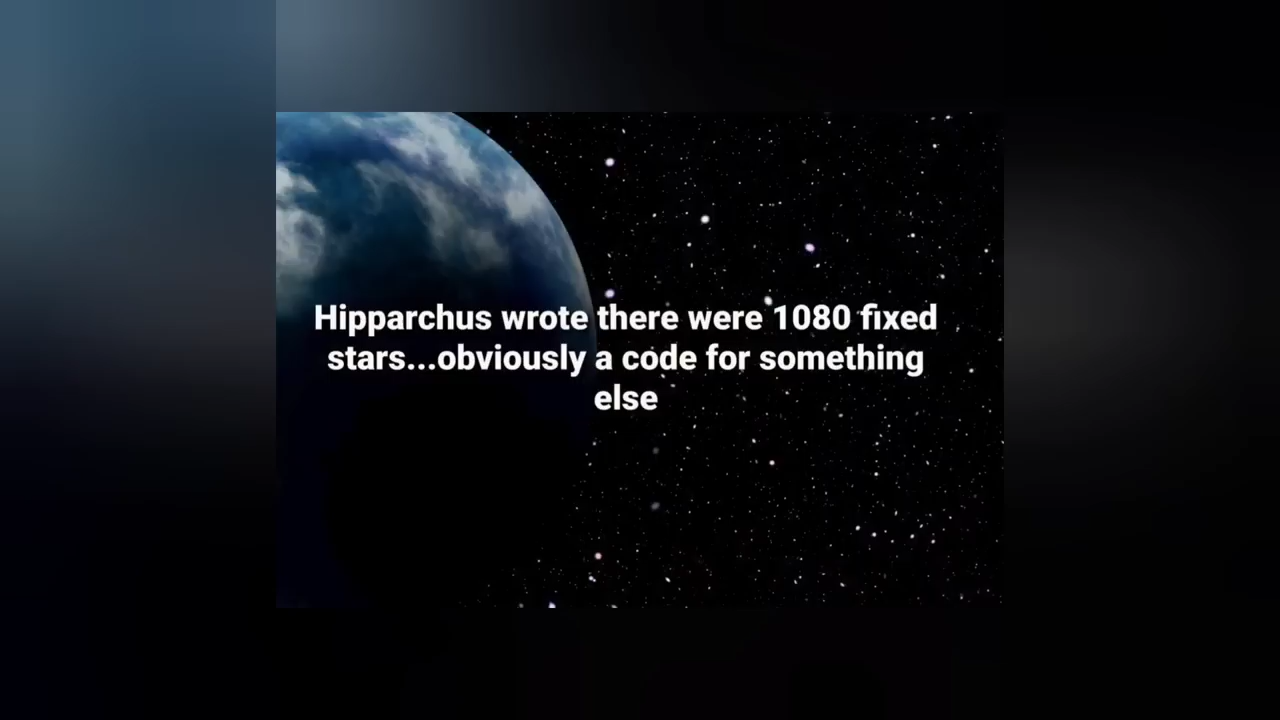 Hipparchus wrote there were 1080 fixed
stars...obviously a code for something
else